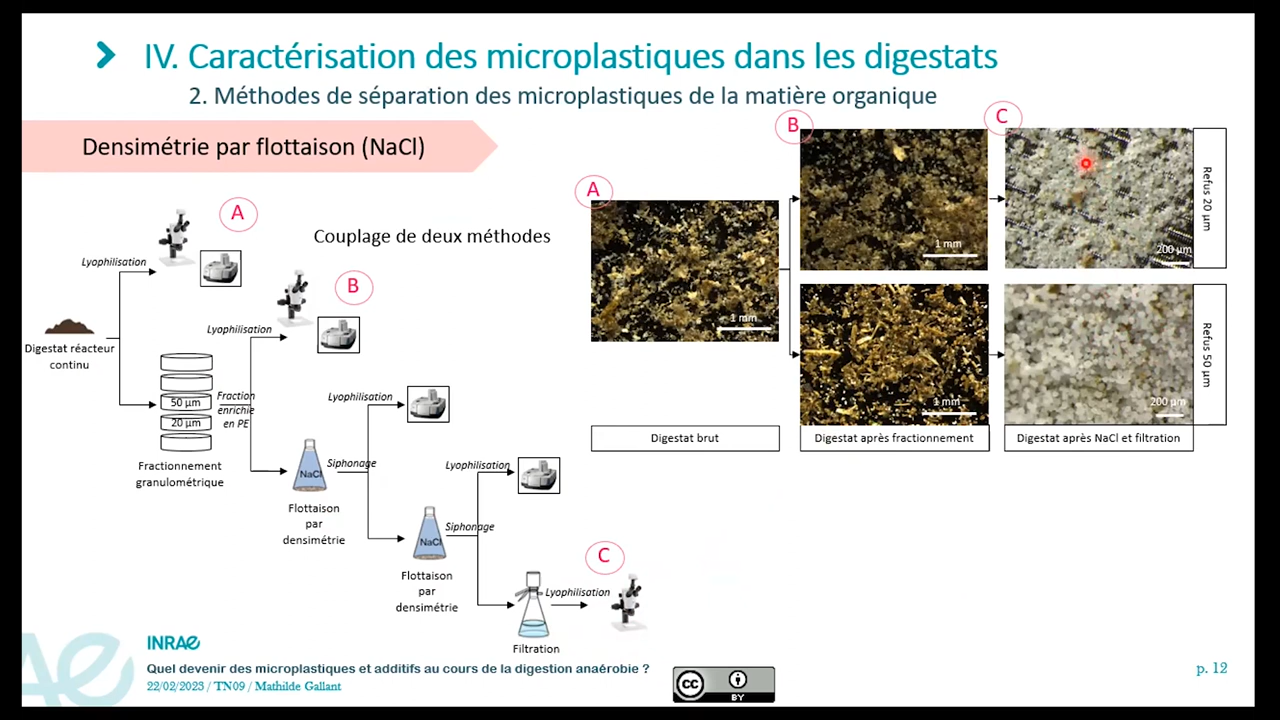 IV. Caractérisation des microplastiques dans les digestats
2. Méthodes de séparation des microplastiques de la matière organique
Densimétrie par flottaison (NaCl)
A
Lyophilisation
Couplage de deux méthodes
B
Lyophilisation
Digestat réacteur
continu
50 µm
20 µm
Fraction
enrichie
en PE
Fractionnement
granulométrique
Lyophilisation
NaCl
Siphonage
Flottaison
par
densimétrie
Lyophilisation
NaCl
Siphonage
Flottaison
par
densimétrie
C
Lyophilisation
Filtration
A
1 mm
Digestat brut
B
1 mm
1 mm
Digestat après fractionnement
C
200 µm
Refus 20 µm
200 µm
Refus 50 µm
Digestat après NaCl et filtration
INRAE
Quel devenir des microplastiques et additifs au cours de la digestion anaérobie ?
22/02/2023 / TN09 / Mathilde Gallant
CC
BY
p. 12